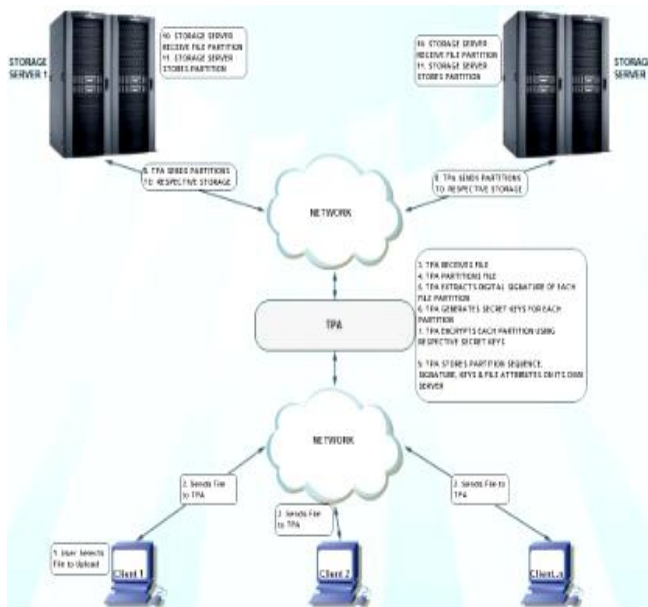 STORAGE
SERVER 1
10. STORAGE SERVER
RECEIVE FILE PARTITION
11. STORAGE SERVER
STORES PARTITION
10. STORAGE SERVER
RECEIVE FILE PARTITION
11. STORAGE SERVER
STORES PARTITION
STORAGE
SERVER
8. TPA SENDS PARTITIONS
TO RESPECTIVE STORAGE
8. TPA SENDS PARTITIONS
TO RESPECTIVE STORAGE
NETWORK
3. TPA RECEIVES FILE
4. TPA PARTITIONS FILE
5. TPA EXTRACTS DIGITAL SIGNATURE OF EACH
FILE PARTITION
6. TPA GENERATES SECRET KEYS FOR EACH
PARTITION
7. TPA ENCRYPTS EACH PARTITION USING
RESPECTIVE SECRET KEYS
9. TPA STORES PARTITION SEQUENCE,
SIGNATURE, KEYS & FILE ATTRIBUTES ON ITS OWN
SERVER
TPA
NETWORK
2. Sends File
to TPA
2. Sends File
to TPA
2. Sends File to
TPA
1. User Selects
File to Upload
Client 1
Client 2
Client..n